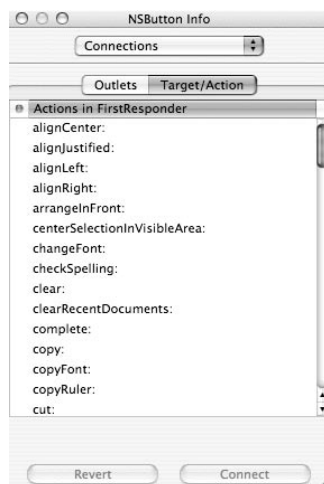 NSButton Info
Connections
Outlets Target/Action
Actions in FirstResponder
alignCenter:
alignJustified:
alignLeft:
alignRight:
arrangeInFront:
centerSelectionInVisibleArea:
changeFont:
checkSpelling:
clear:
clearRecentDocuments:
complete:
copy:
copyFont:
copyRuler:
cut:
Revert Connect